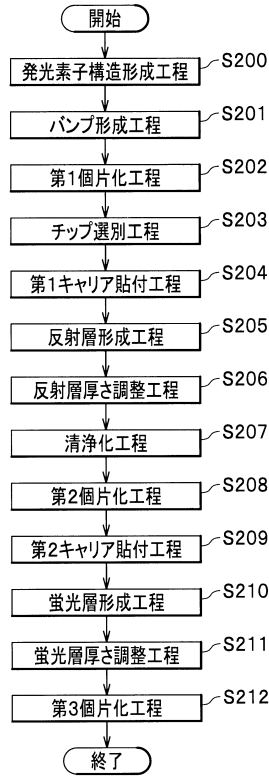 開始
発光素子構造形成工程 S200
バンプ形成工程 S201
第1個片化工程 S202
チップ選別工程 S203
第1キャリア貼付工程 S204
反射層形成工程 S205
反射層厚さ調整工程 S206
清浄化工程 S207
第2個片化工程 S208
第2キャリア貼付工程 S209
蛍光層形成工程 S210
蛍光層厚さ調整工程 S211
第3個片化工程 S212
終了